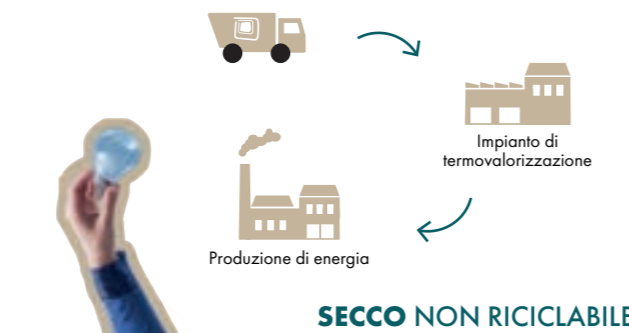 Impianto di
termovalorizzazione
Produzione di energia
SECCO NON RICICLABILE